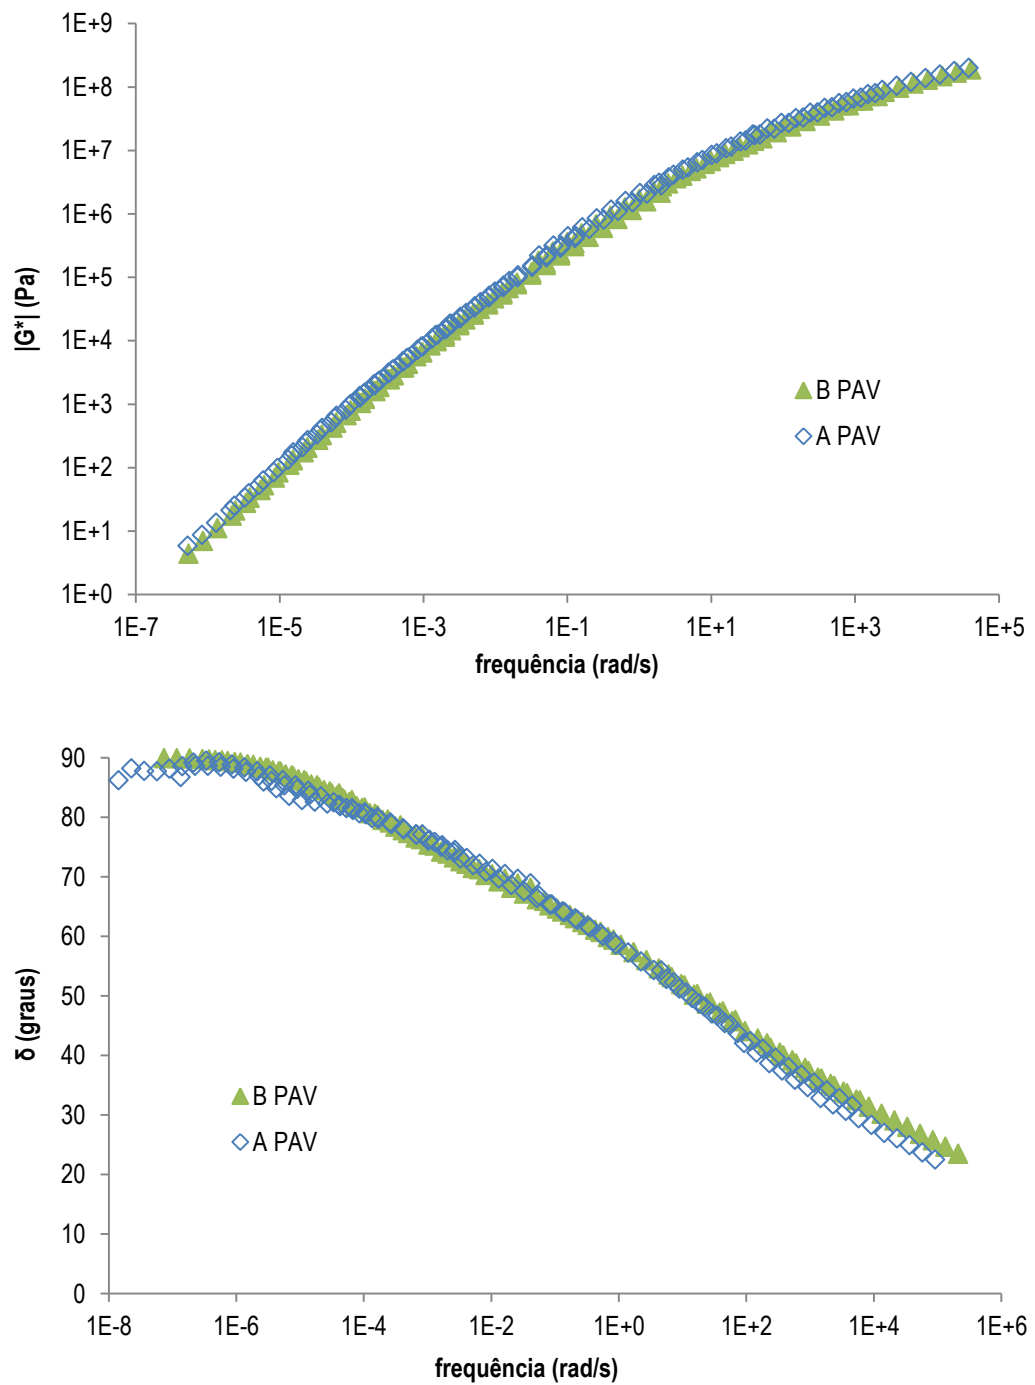 1E+9
1E+8
1E+7
1E+6
1E+5
1E+4
1E+3
1E+2
1E+1
1E+0
|G*| (Pa)
B PAV
A PAV
1E-7 1E-5 1E-3 1E-1 1E+1 1E+3 1E+5
frequência (rad/s)
90
80
70
60
50
40
30
20
10
0
δ (graus)
B PAV
A PAV
1E-8 1E-6 1E-4 1E-2 1E+0 1E+2 1E+4 1E+6
frequência (rad/s)